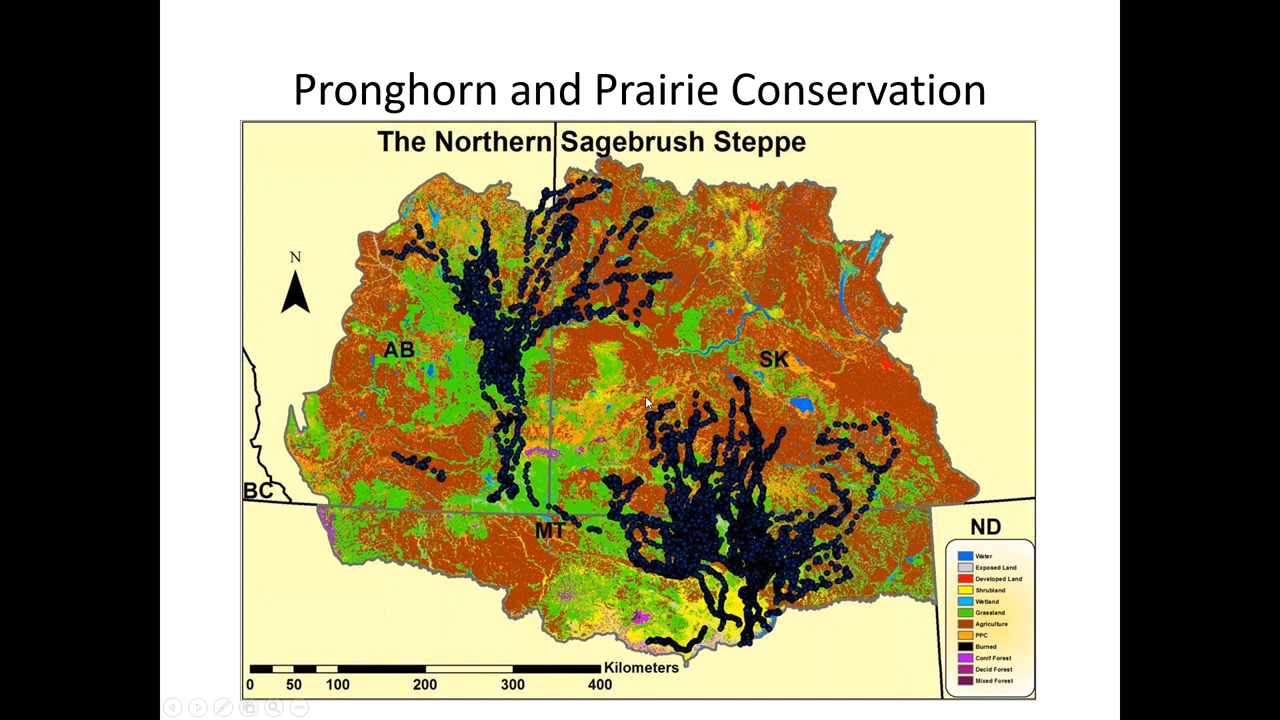 Pronghorn and Prairie Conservation
The Northern Sagebrush Steppe
N
AB
SK
BC
MT
ND
Water
Exposed Land
Developed Land
Shrubland
Wetland
Grassland
Agriculture
PPC
Burned
Conif Forest
Decid Forest
Mixed Forest
Kilometers
0 50 100 200 300 400